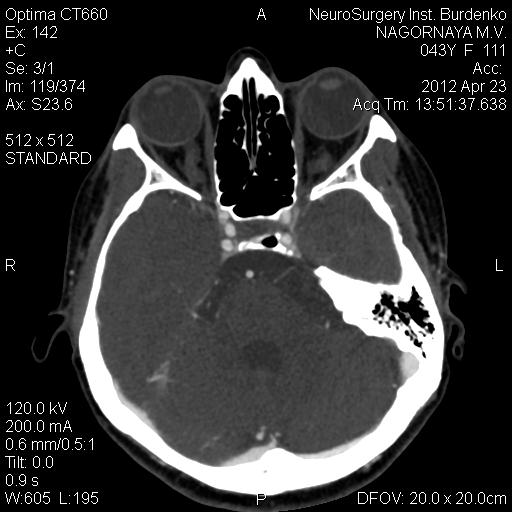 Optima CT660
Ex: 142
+C
Se: 3/1
Im: 119/374
Ax: S23.6
512 x 512
STANDARD
A
NeuroSurgery Inst. Burdenko
NAGORNAYA M.V.
043Y F 111
Acc:
2012 Apr 23
Acq Tm: 13:51:37.638
R
L
120.0 kV
200.0 mA
0.6 mm/0.5:1
Tilt: 0.0
0.9 s
W:605 L:195
P
DFOV: 20.0 x 20.0cm